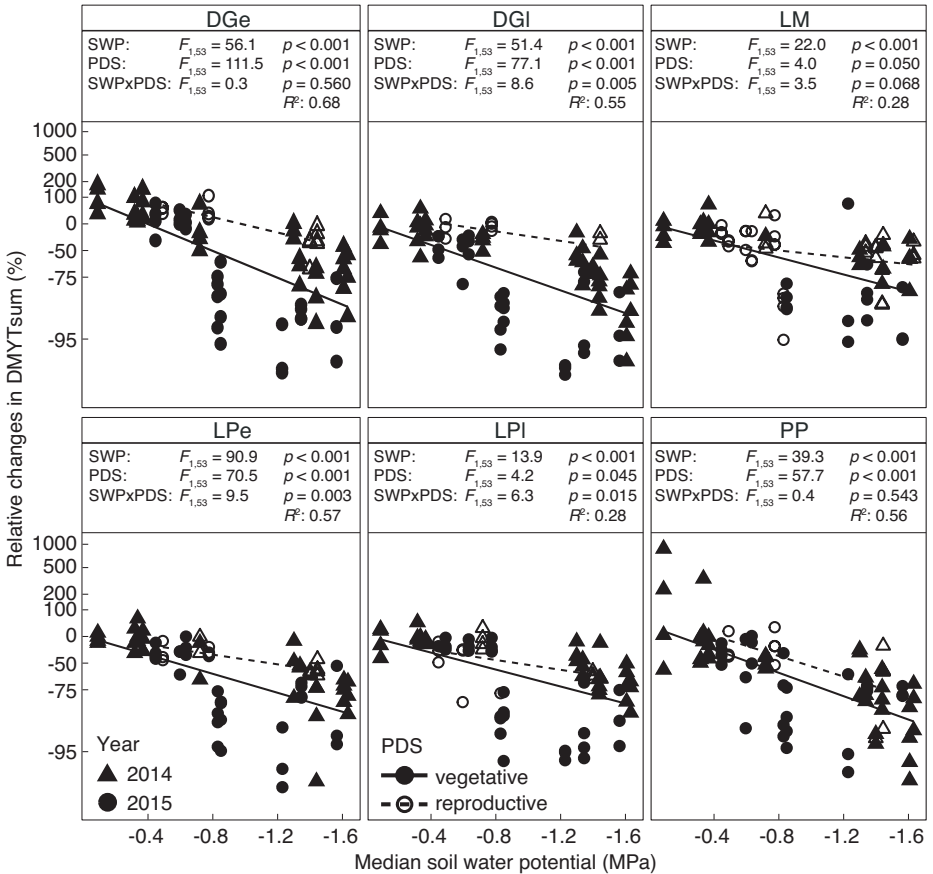 DGe
SWP: F1,53 = 56.1 p < 0.001
PDS: F1,53 = 111.5 p < 0.001
SWPxPDS: F1,53 = 0.3 p = 0.560
R²: 0.68
DGl
SWP: F1,53 = 51.4 p < 0.001
PDS: F1,53 = 77.1 p < 0.001
SWPxPDS: F1,53 = 8.6 p = 0.005
R²: 0.55
LM
SWP: F1,53 = 22.0 p < 0.001
PDS: F1,53 = 4.0 p = 0.050
SWPxPDS: F1,53 = 3.5 p = 0.068
R²: 0.28
1000
500
200
100
0
-50
-75
-95
Relative changes in DMYTsum (%)
LPe
SWP: F1,53 = 90.9 p < 0.001
PDS: F1,53 = 70.5 p < 0.001
SWPxPDS: F1,53 = 9.5 p = 0.003
R²: 0.57
LPl
SWP: F1,53 = 13.9 p < 0.001
PDS: F1,53 = 4.2 p = 0.045
SWPxPDS: F1,53 = 6.3 p = 0.015
R²: 0.28
PP
SWP: F1,53 = 39.3 p < 0.001
PDS: F1,53 = 57.7 p < 0.001
SWPxPDS: F1,53 = 0.4 p = 0.543
R²: 0.56
1000
500
200
100
0
-50
-75
-95
Year
2014
2015
PDS
vegetative
reproductive
-0.4 -0.8 -1.2 -1.6
-0.4 -0.8 -1.2 -1.6
-0.4 -0.8 -1.2 -1.6
Median soil water potential (MPa)